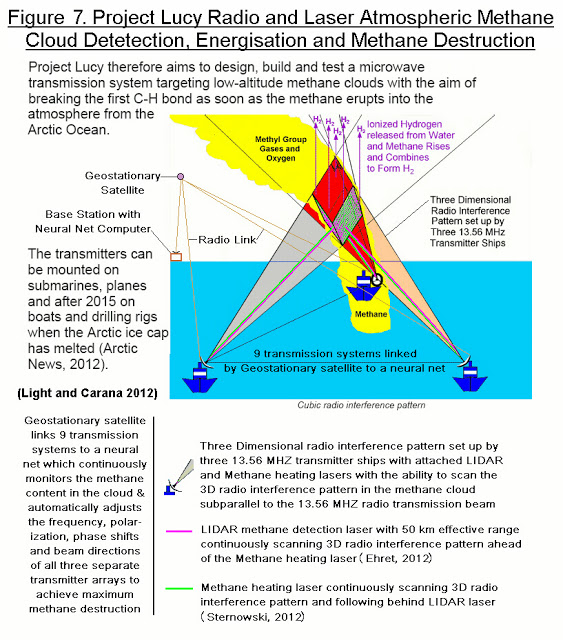 Figure 7. Project Lucy Radio and Laser Atmospheric Methane
Cloud Detetection, Energisation and Methane Destruction
Project Lucy therefore aims to design, build and test a microwave
transmission system targeting low-altitude methane clouds with the aim of
breaking the first C-H bond as soon as the methane erupts into the
atmosphere from the
Arctic Ocean.
H2
H2
H2
H2
H2
Methyl Group
Gases and
Oxygen
Ionized Hydrogen
released from Water
and Methane Rises
and Combines
to Form H2
Geostationary
Satellite
Base Station with
Neural Net Computer
Radio Link
Three Dimensional
Radio Interference
Pattern set up by
Three 13.56 MHz
Transmitter Ships
The transmitters can
be mounted on
submarines, planes
and after 2015 on
boats and drilling rigs
when the Arctic ice cap
has melted (Arctic
News, 2012).
Methane
9 transmission systems linked
by Geostationary satellite to a neural net
(Light and Carana 2012)
Cubic radio interference pattern
Geostationary satellite
links 9 transmission
systems to a neural
net which continuously
monitors the methane
content in the cloud &
automatically adjusts
the frequency, polar-
ization, phase shifts
and beam directions
of all three separate
transmitter arrays to
achieve maximum
methane destruction
Three Dimensional radio interference pattern set up by
three 13.56 MHZ transmitter ships with attached LIDAR
and Methane heating lasers with the ability to scan the
3D radio interference pattern in the methane cloud
subparallel to the 13.56 MHZ radio transmission beam
LIDAR methane detection laser with 50 km effective range
continuously scanning 3D radio interference pattern ahead
of the Methane heating laser ( Ehret, 2012)
Methane heating laser continuously scanning 3D radio
interference pattern and following behind LIDAR laser
( Sternowski, 2012)